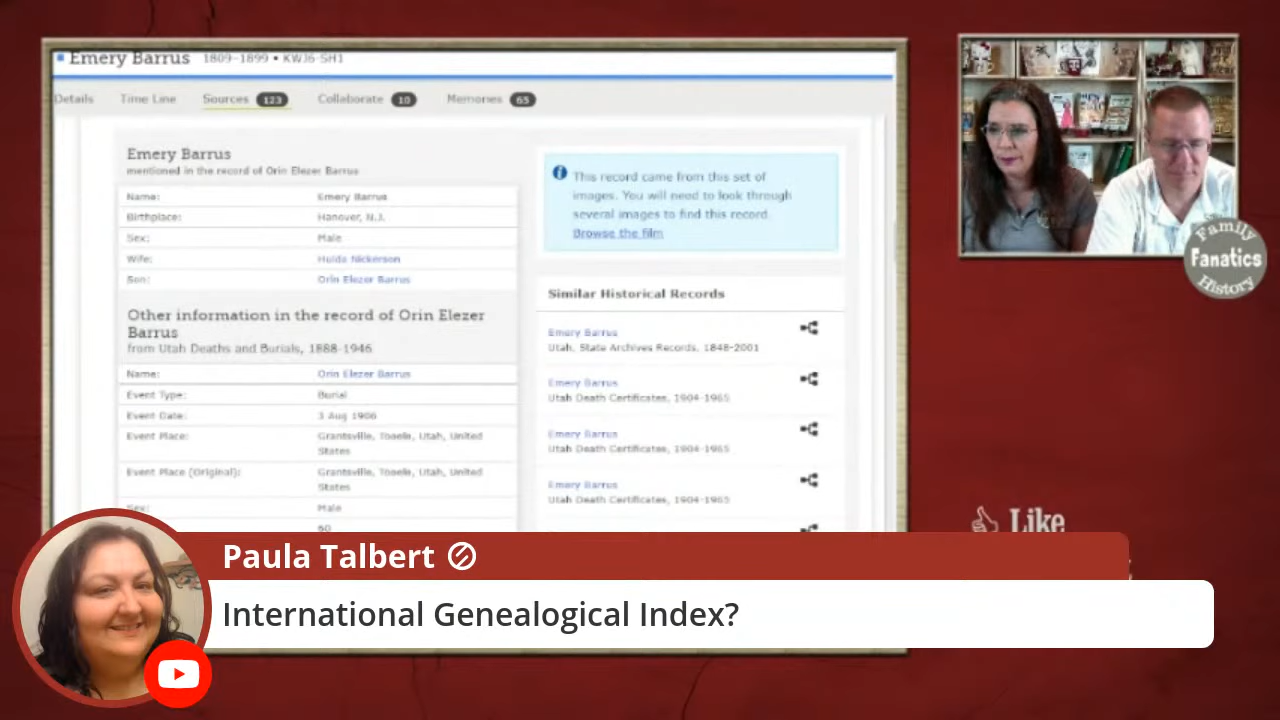 Emery Barrus 1809–1899 • KWJ6-SH1
Details Time Line Sources 123 Collaborate 10 Memories 65
Emery Barrus
mentioned in the record of Orin Elezer Barrus
Name: Emery Barrus
Birthplace: Hanover, N.J.
Sex: Male
Wife: Hulda Nickerson
Son: Orin Elezer Barrus
Other information in the record of Orin Elezer
Barrus
from Utah Deaths and Burials, 1888-1946
Name: Orin Elezer Barrus
Event Type: Burial
Event Date: 3 Aug 1906
Event Place: Grantsville, Tooele, Utah, United
States
Event Place (Original): Grantsville, Tooele, Utah, United
States
Sex: Male
60
This record came from this set of
images. You will need to look through
several images to find this record.
Browse the film
Similar Historical Records
Emery Barrus
Utah, State Archives Records, 1848-2001
Emery Barrus
Utah Death Certificates, 1904-1965
Emery Barrus
Utah Death Certificates, 1904-1965
Emery Barrus
Utah Death Certificates, 1904-1965
Family
Fanatics
History
Like
Paula Talbert
International Genealogical Index?